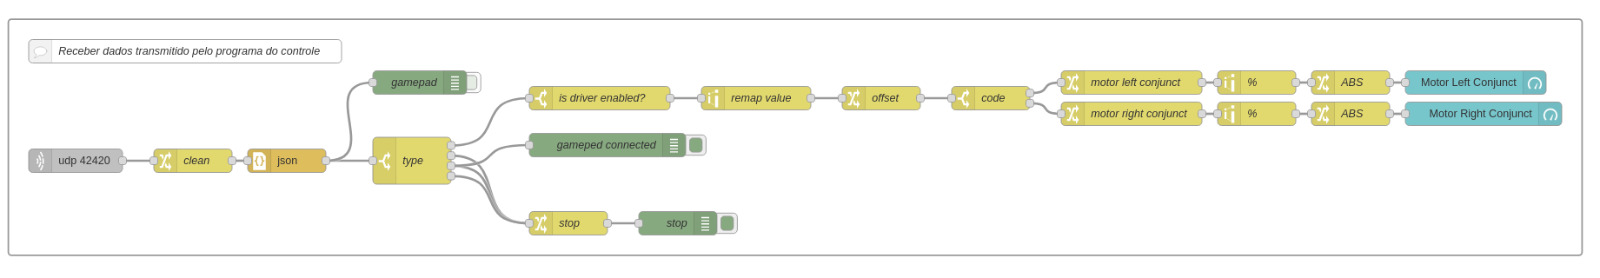 Receber dados transmitido pelo programa do controle
gamepad
is driver enabled?
remap value
offset
code
motor left conjunct
%
ABS
Motor Left Conjunct
motor right conjunct
%
ABS
Motor Right Conjunct
gameped connected
udp 42420
clean
json
type
stop
stop